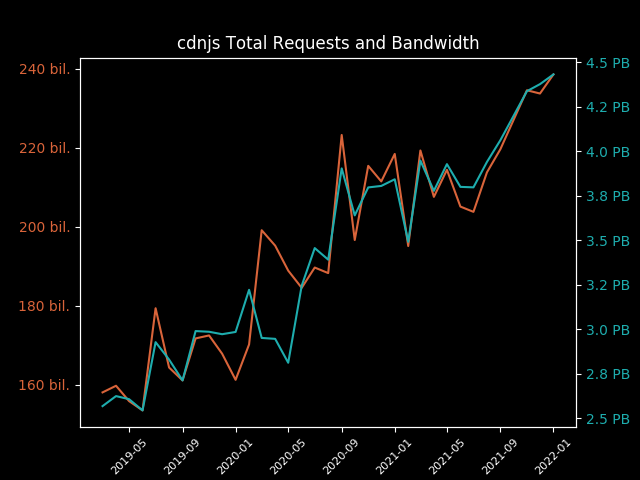 cdnjs Total Requests and Bandwidth
240 bil.
220 bil.
200 bil.
180 bil.
160 bil.
4.5 PB
4.2 PB
4.0 PB
3.8 PB
3.5 PB
3.2 PB
3.0 PB
2.8 PB
2.5 PB
2019-05
2019-09
2020-01
2020-05
2020-09
2021-01
2021-05
2021-09
2022-01